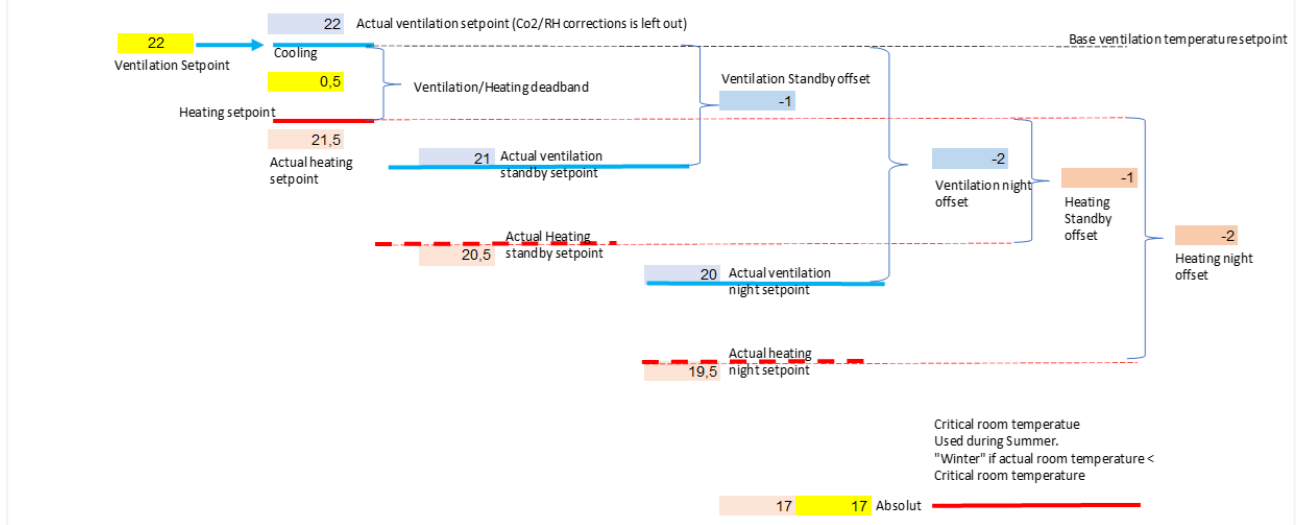 22 Actual ventilation setpoint (Co2/RH corrections is left out)
22
Ventilation Setpoint
Cooling
Base ventilation temperature setpoint
0,5
Ventilation/Heating deadband
Ventilation Standby offset
-1
Heating setpoint
21,5
Actual heating
setpoint
21 Actual ventilation
standby setpoint
-2
Ventilation night
offset
-1
Heating
Standby
offset
Actual Heating
20,5 standby setpoint
-2
Heating night
offset
20 Actual ventilation
night setpoint
Actual heating
19,5 night setpoint
Critical room temperatue
Used during Summer.
"Winter" if actual room temperature <
Critical room temperature
17 17 Absolut